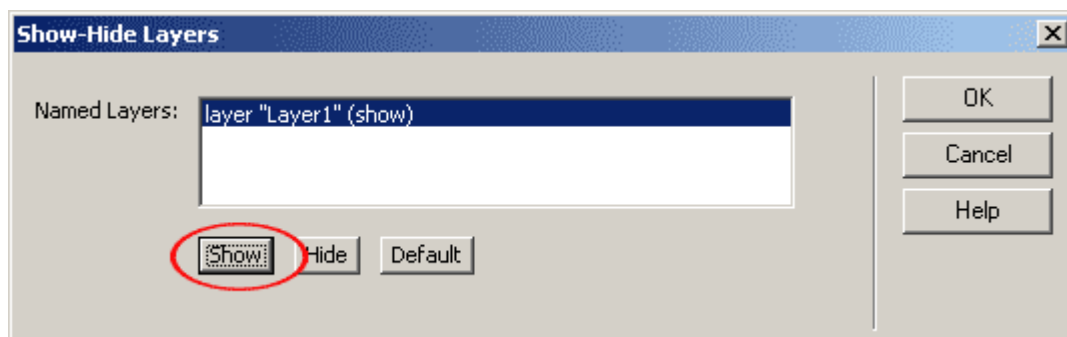 Show-Hide Layers
Named Layers:
layer "Layer1" (show)
OK
Cancel
Help
Show
Hide
Default